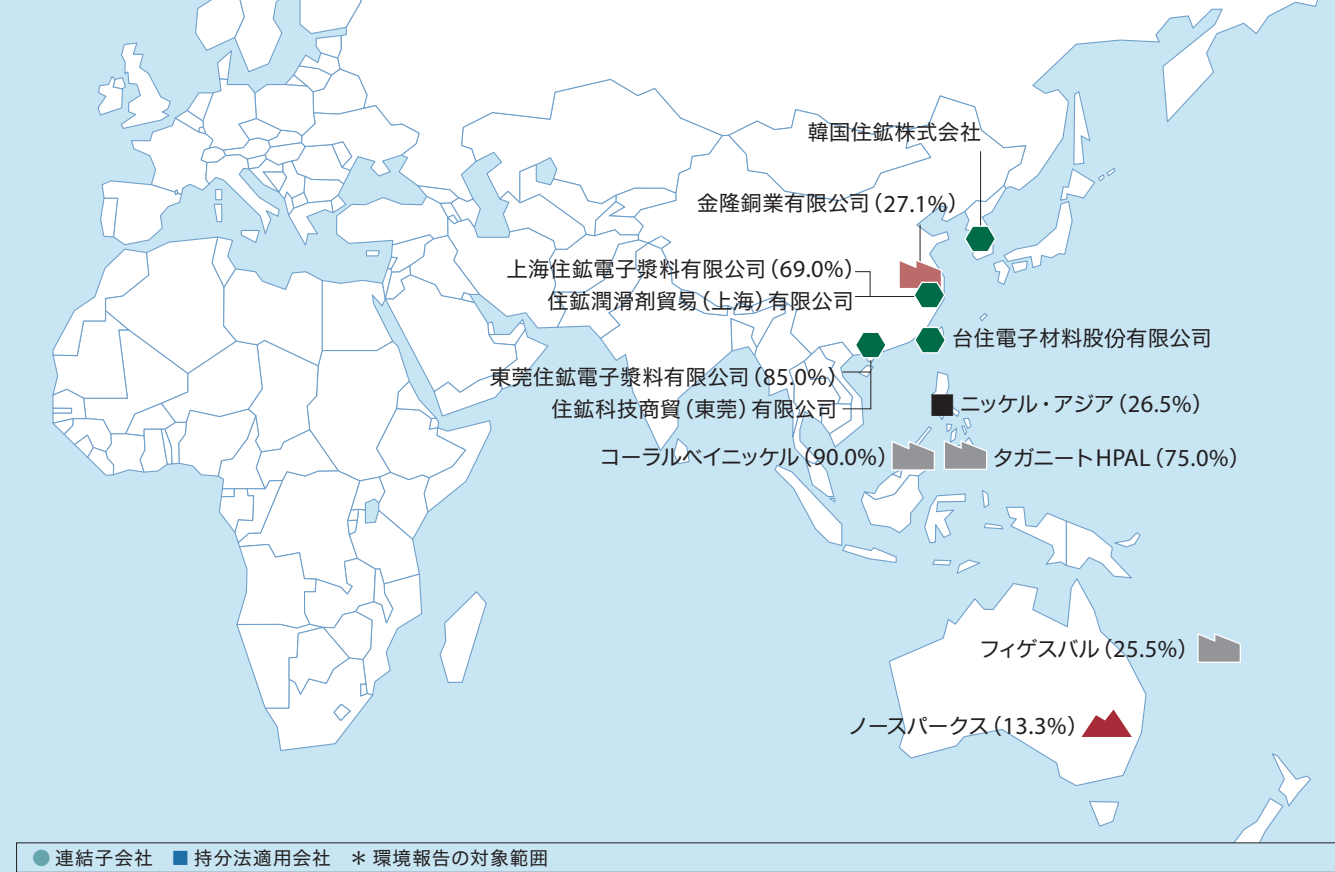 韓国住鉱株式会社
金隆銅業有限公司（27.1%）
上海住鉱電子漿料有限公司（69.0%）
住鉱潤滑剤貿易（上海）有限公司
台住電子材料股份有限公司
東莞住鉱電子漿料有限公司（85.0%）
住鉱科技商貿（東莞）有限公司
ニッケル・アジア（26.5%）
コーラルベイニッケル（90.0%）
タガニートHPAL（75.0%）
フィゲスバル（25.5%）
ノースパークス（13.3%）
連結子会社 持分法適用会社 ＊環境報告の対象範囲